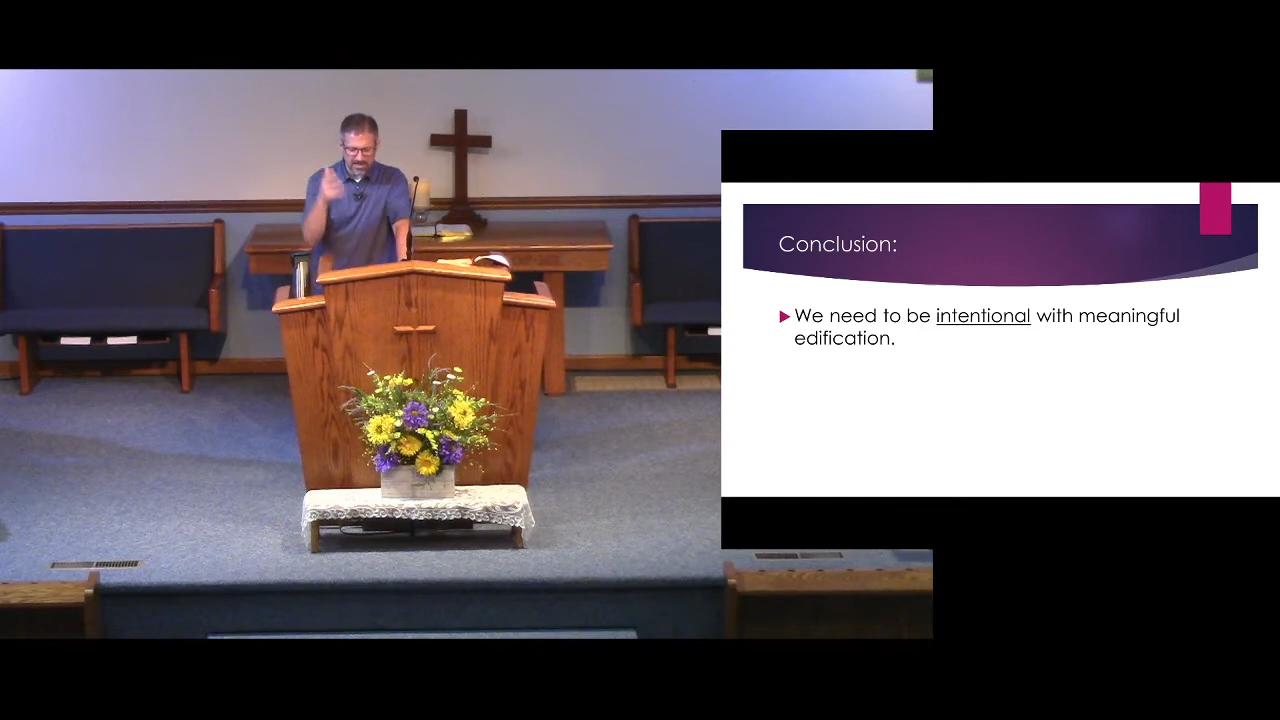 Conclusion:
We need to be intentional with meaningful
edification.